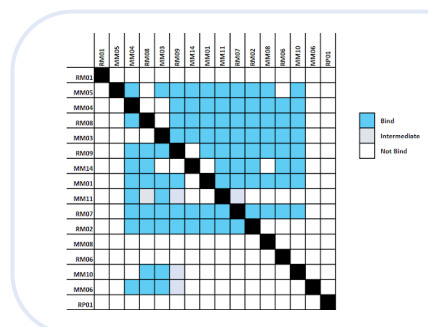 RM01 MM05 MM04 RM08 MM03 RM09 MM14 MM01 MM11 RM07 RM02 MM08 RM06 MM10 MM06 RP01
RM01
MM05
MM04
RM08
MM03
RM09
MM14
MM01
MM11
RM07
RM02
MM08
RM06
MM10
MM06
RP01
Bind
Intermediate
Not Bind